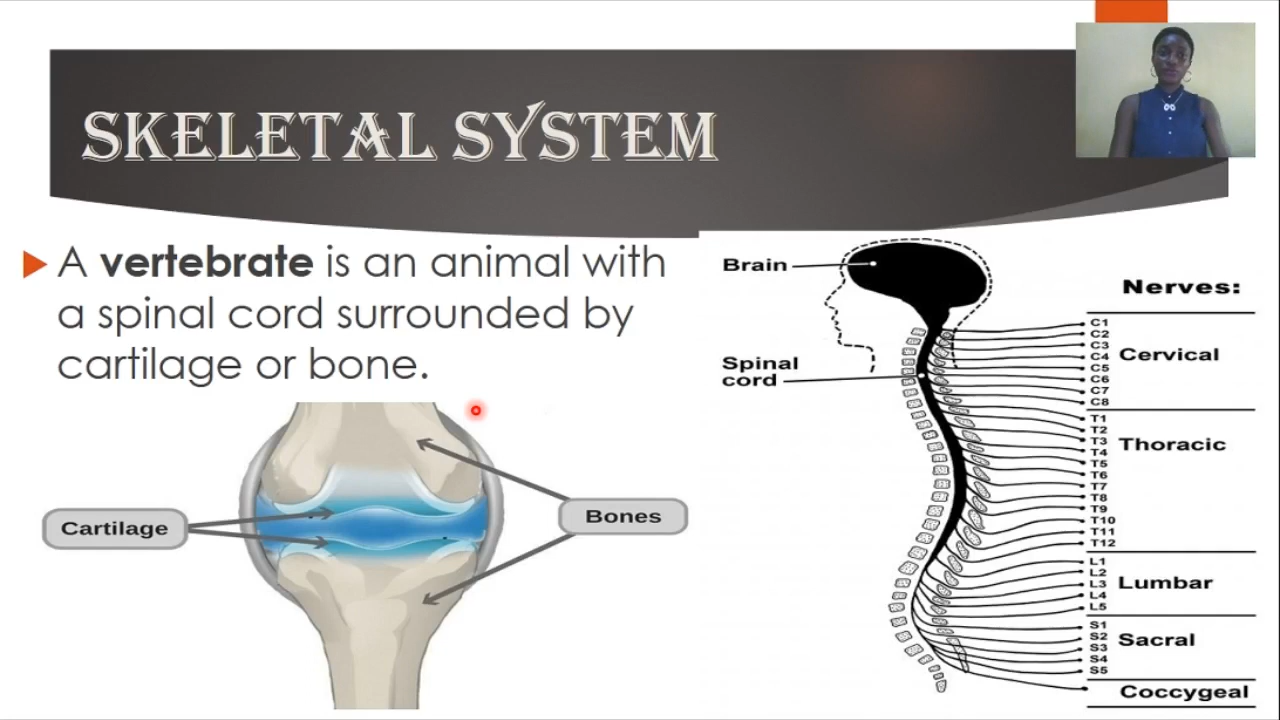 SKELETAL SYSTEM
A vertebrate is an animal with
a spinal cord surrounded by
cartilage or bone.
Cartilage
Bones
Brain
Spinal
cord
Nerves:
C1
C2
C3
C4
C5
C6
C7
C8
Cervical
T1
T2
T3
T4
T5
T6
T7
T8
T9
T10
T11
T12
Thoracic
L1
L2
L3
L4
L5
Lumbar
S1
S2
S3
S4
S5
Sacral
Coccygeal